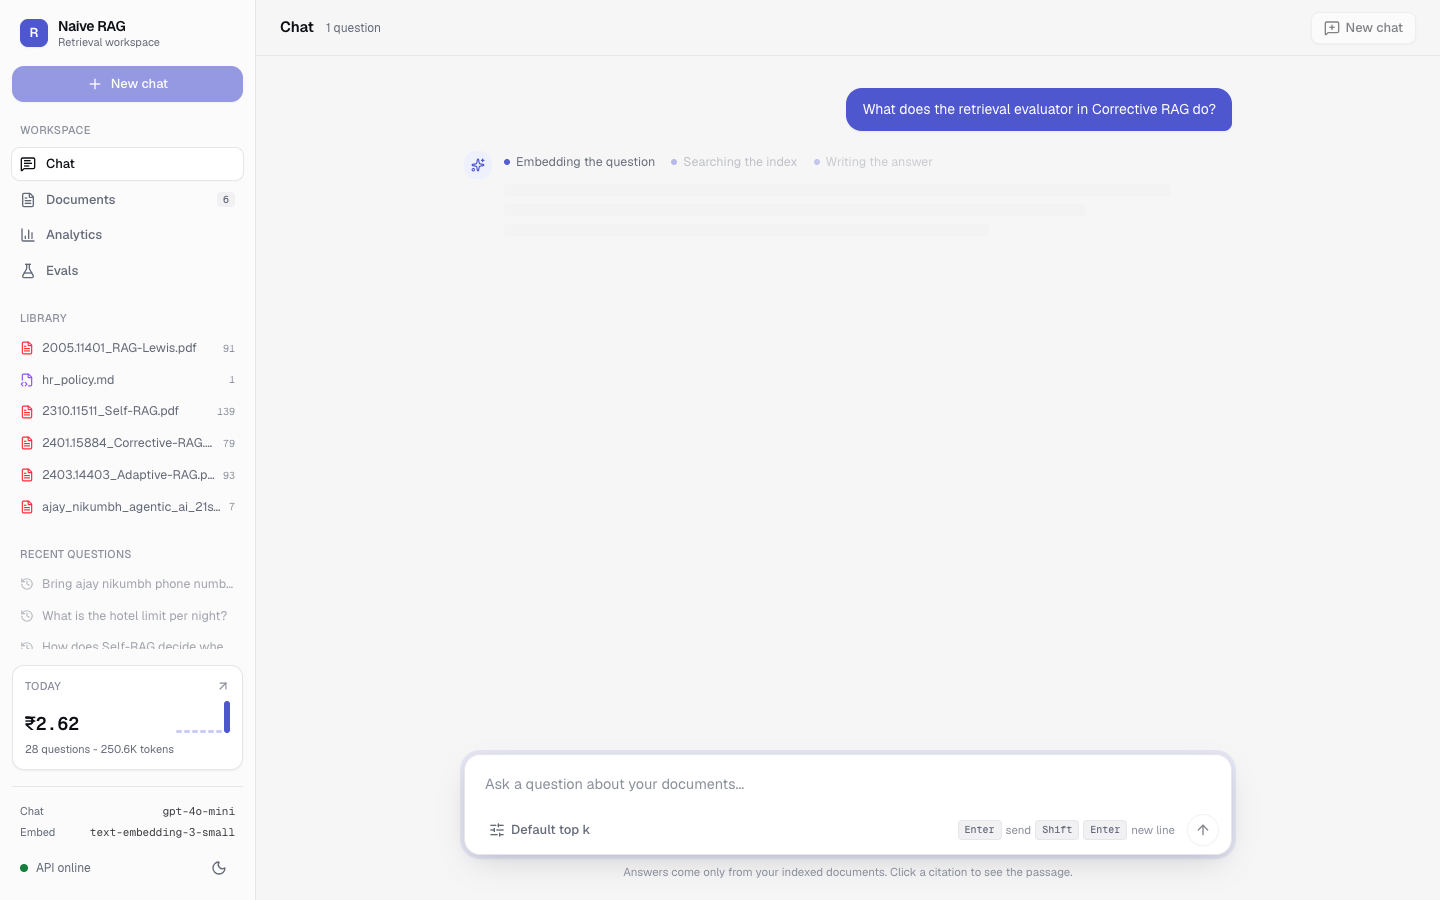 R
Naive RAG
Retrieval workspace
New chat
WORKSPACE
Chat
Documents 6
Analytics
Evals
LIBRARY
2005.11401_RAG-Lewis.pdf 91
hr_policy.md 1
2310.11511_Self-RAG.pdf 139
2401.15884_Corrective-RAG.... 79
2403.14403_Adaptive-RAG.p... 93
ajay_nikumbh_agentic_ai_21s... 7
RECENT QUESTIONS
Bring ajay nikumbh phone numb...
What is the hotel limit per night?
How does Self-RAG decide whe
TODAY
₹2.62
28 questions - 250.6K tokens
Chat gpt-4o-mini
Embed text-embedding-3-small
API online
Chat 1 question
New chat
What does the retrieval evaluator in Corrective RAG do?
Embedding the question Searching the index Writing the answer
Ask a question about your documents...
Default top k
Enter send Shift Enter new line
Answers come only from your indexed documents. Click a citation to see the passage.